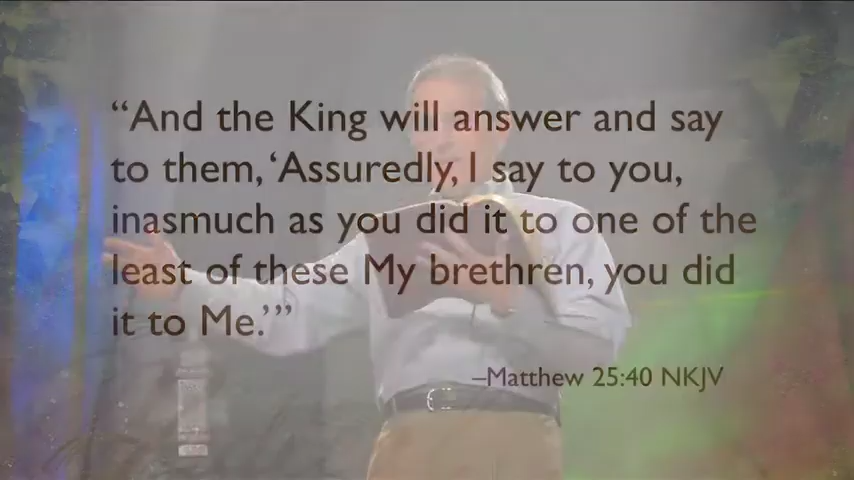 “And the King will answer and say
to them, ‘Assuredly, I say to you,
inasmuch as you did it to one of the
least of these My brethren, you did
it to Me.’”
–Matthew 25:40 NKJV